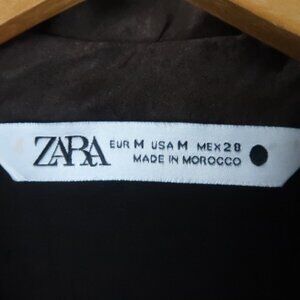 ZARA EUR M USA M MEX 28
MADE IN MOROCCO